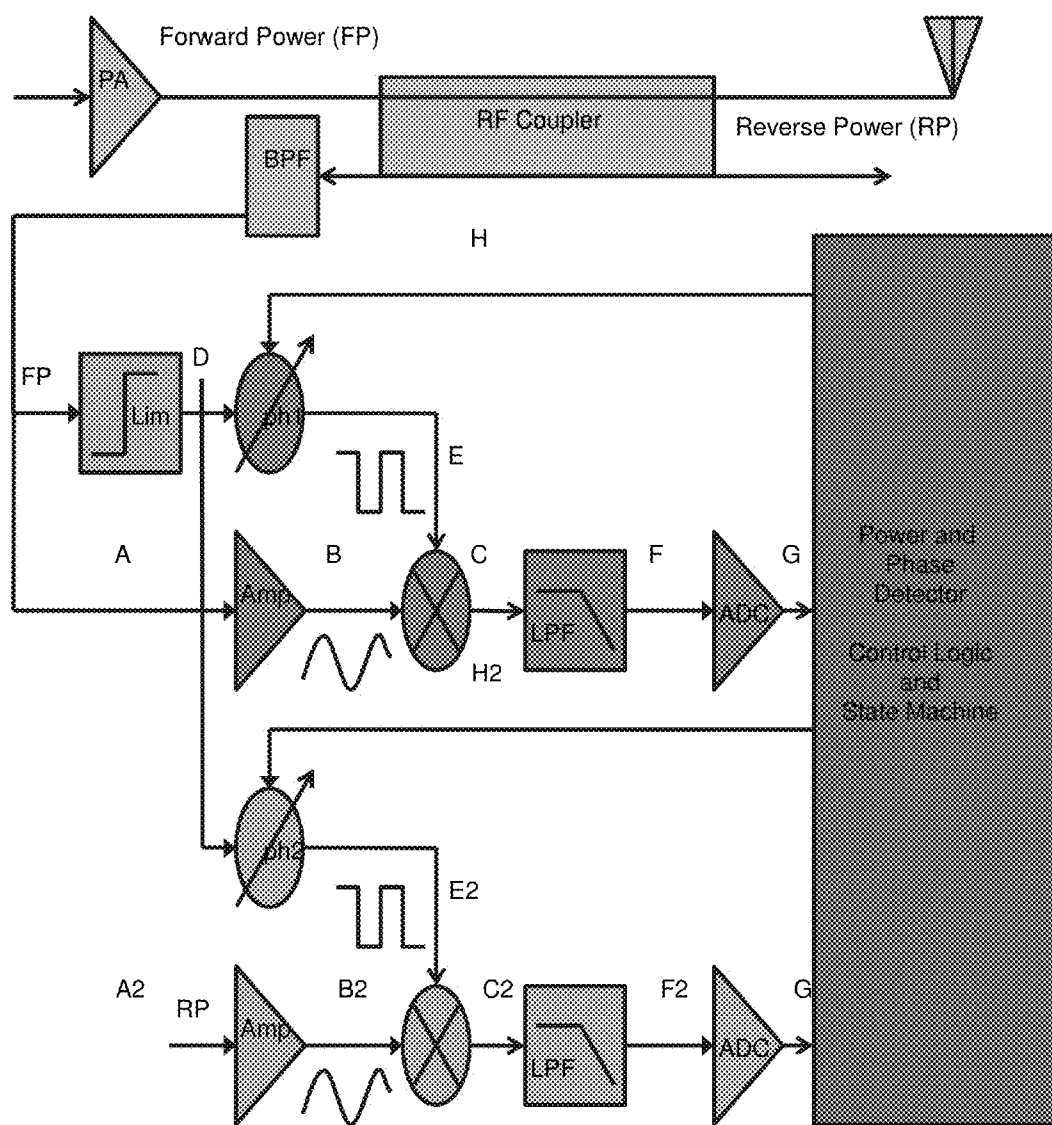 Forward Power (FP)
PA
RF Coupler
Reverse Power (RP)
BPF
H
FP
Lim
D
ph1
E
A
Amp
B
C
LPF
F
ADC
G
H2
Power and
Phase
Detector
Control Logic
and
State Machine
ph2
E2
A2
RP
Amp
B2
C2
LPF
F2
ADC
G